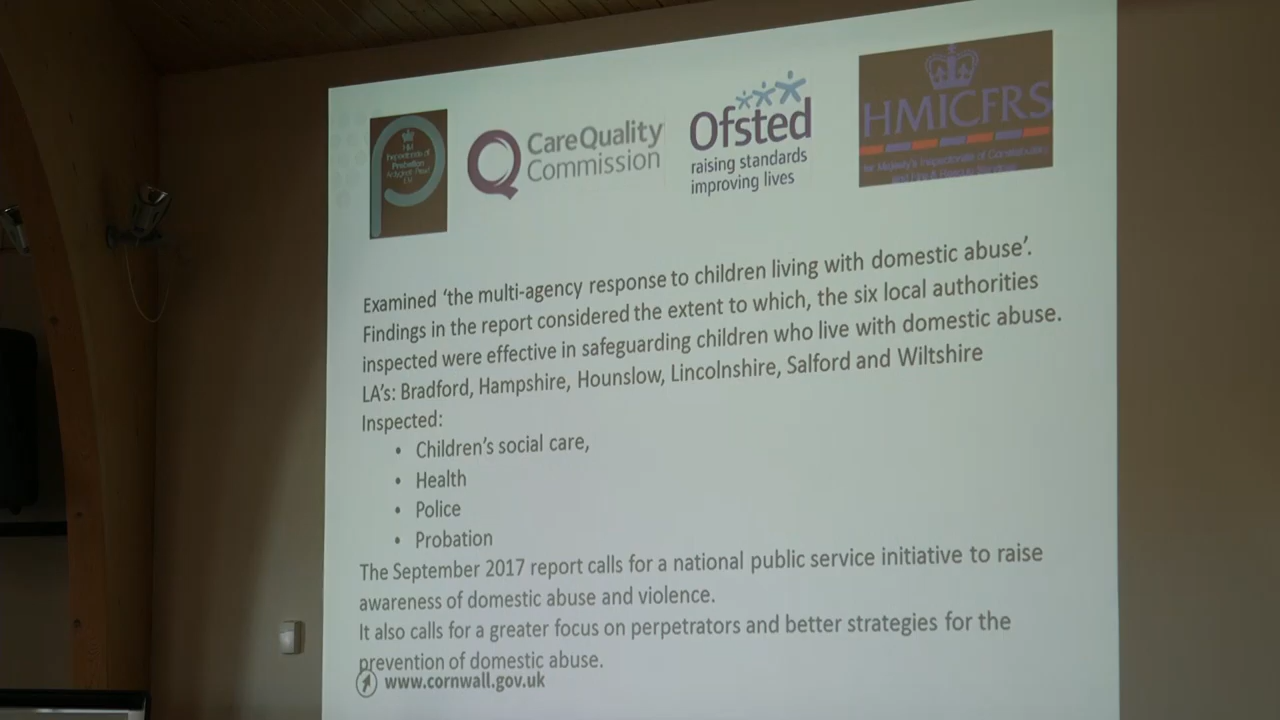 HM
Inspectorate of
Probation
CareQuality
Commission
Ofsted
raising standards
improving lives
HMICFRS
Examined ‘the multi-agency response to children living with domestic abuse’.
Findings in the report considered the extent to which, the six local authorities
inspected were effective in safeguarding children who live with domestic abuse.
LA’s: Bradford, Hampshire, Hounslow, Lincolnshire, Salford and Wiltshire
Inspected:
• Children’s social care,
• Health
• Police
• Probation
The September 2017 report calls for a national public service initiative to raise
awareness of domestic abuse and violence.
It also calls for a greater focus on perpetrators and better strategies for the
prevention of domestic abuse.
www.cornwall.gov.uk